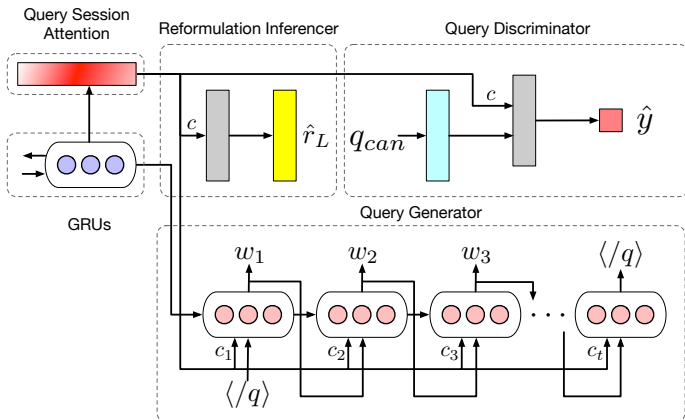 Query Session
Attention
Reformulation Inferencer
Query Discriminator
c
r̂_L
q_can
c
ŷ
GRUs
Query Generator
w_1
w_2
w_3
⟨/q⟩
· · ·
c_1
c_2
c_3
c_t
⟨/q⟩